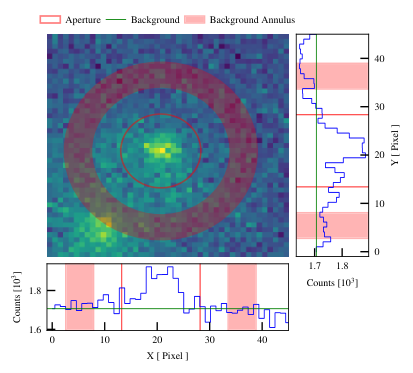 Aperture Background Background Annulus
40
30
20
10
0
Y [ Pixel ]
1.7 1.8
Counts [10³]
1.8
1.6
Counts [10³]
0 10 20 30 40
X [ Pixel ]